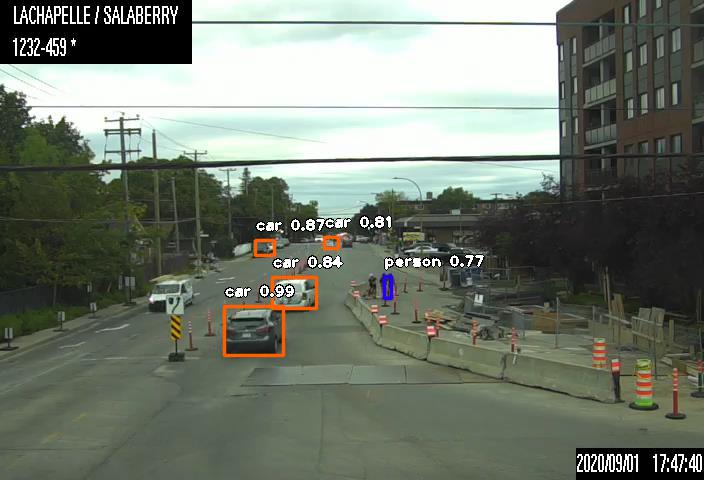 LACHAPELLE / SALABERRY
1232-459 *
car 0.87
car 0.81
car 0.84
person 0.77
car 0.99
2020/09/01 17:47:40